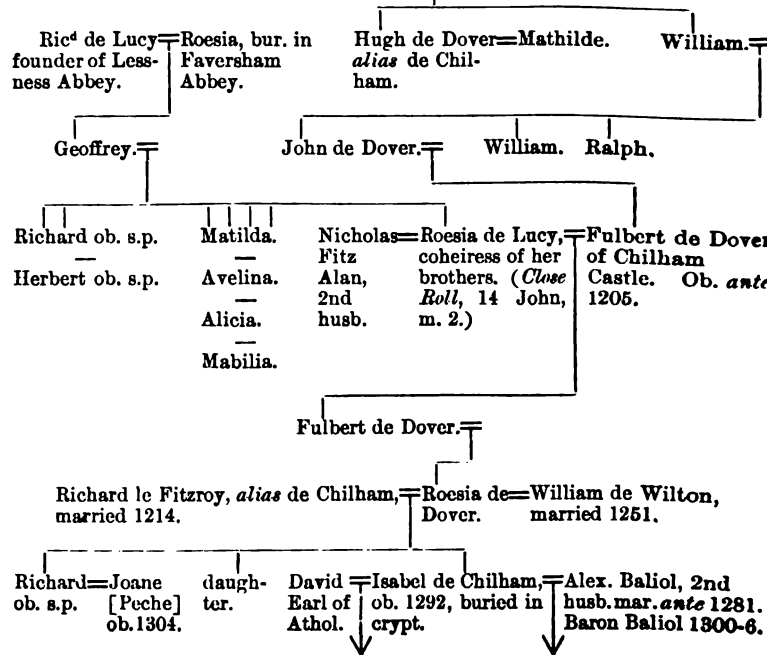 Ricd de Lucy=Roesia, bur. in
founder of Less-
ness Abbey.
Faversham
Abbey.
Hugh de Dover=Mathilde.
alias de Chil-
ham.
William.=
Geoffrey.=
John de Dover.=
William.
Ralph.
Richard ob. s.p.
—
Herbert ob. s.p.
Matilda.
—
Avelina.
—
Alicia.
—
Mabilia.
Nicholas=
Fitz
Alan,
2nd
husb.
Roesia de Lucy,=
coheiress of her
brothers. (Close
Roll, 14 John,
m. 2.)
Fulbert de Dover
of Chilham
Castle. Ob. ante
1205.
Fulbert de Dover.=
Richard le Fitzroy, alias de Chilham,=
married 1214.
Roesia de=
Dover.
William de Wilton,
married 1251.
Richard=
ob. s.p.
Joane
[Peche]
ob. 1304.
daugh-
ter.
David =
Earl of
Athol.
Isabel de Chilham,=
ob. 1292, buried in
crypt.
Alex. Baliol, 2nd
husb. mar. ante 1281.
Baron Baliol 1300-6.